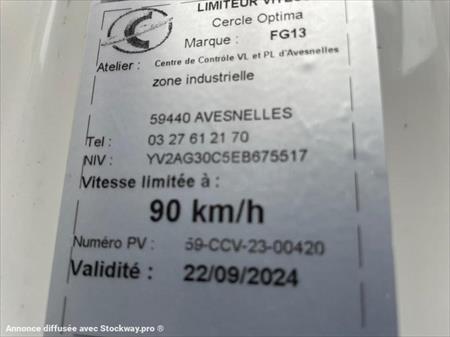 LIMITEUR VITESSE
Cercle Optima
Marque : FG13
Atelier : Centre de Contrôle VL et PL d'Avesnelles
zone industrielle
59440 AVESNELLES
Tel : 03 27 61 21 70
NIV : YV2AG30C5EB675517
Vitesse limitée à :
90 km/h
Numéro PV : 59-CCV-23-00420
Validité : 22/09/2024
Annonce diffusée avec Stockway.pro ®